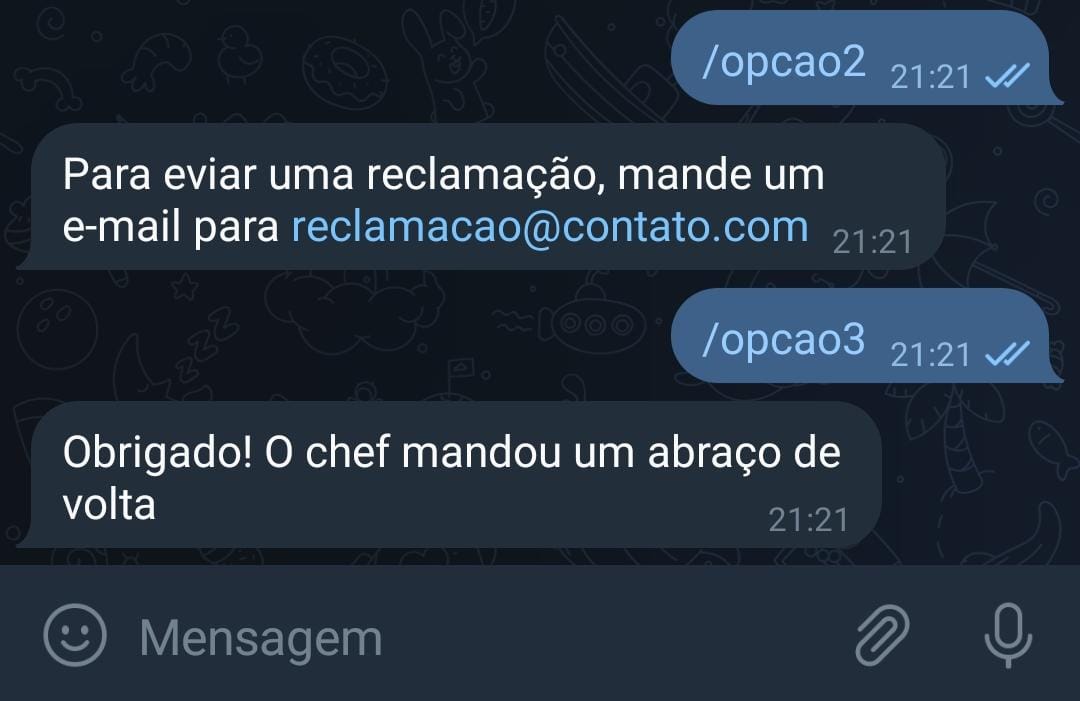 /opcao2 21:21
Para eviar uma reclamação, mande um
e-mail para reclamacao@contato.com 21:21
/opcao3 21:21
Obrigado! O chef mandou um abraço de
volta 21:21
Mensagem